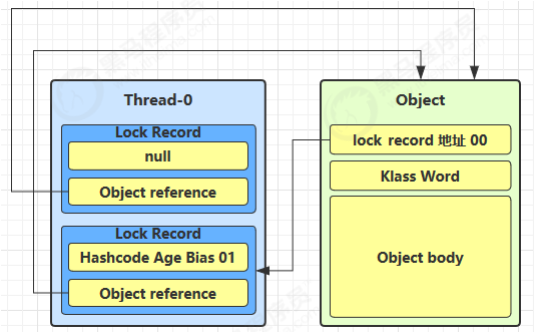 Thread-0
Lock Record
null
Object reference
Lock Record
Hashcode Age Bias 01
Object reference
Object
lock record 地址 00
Klass Word
Object body